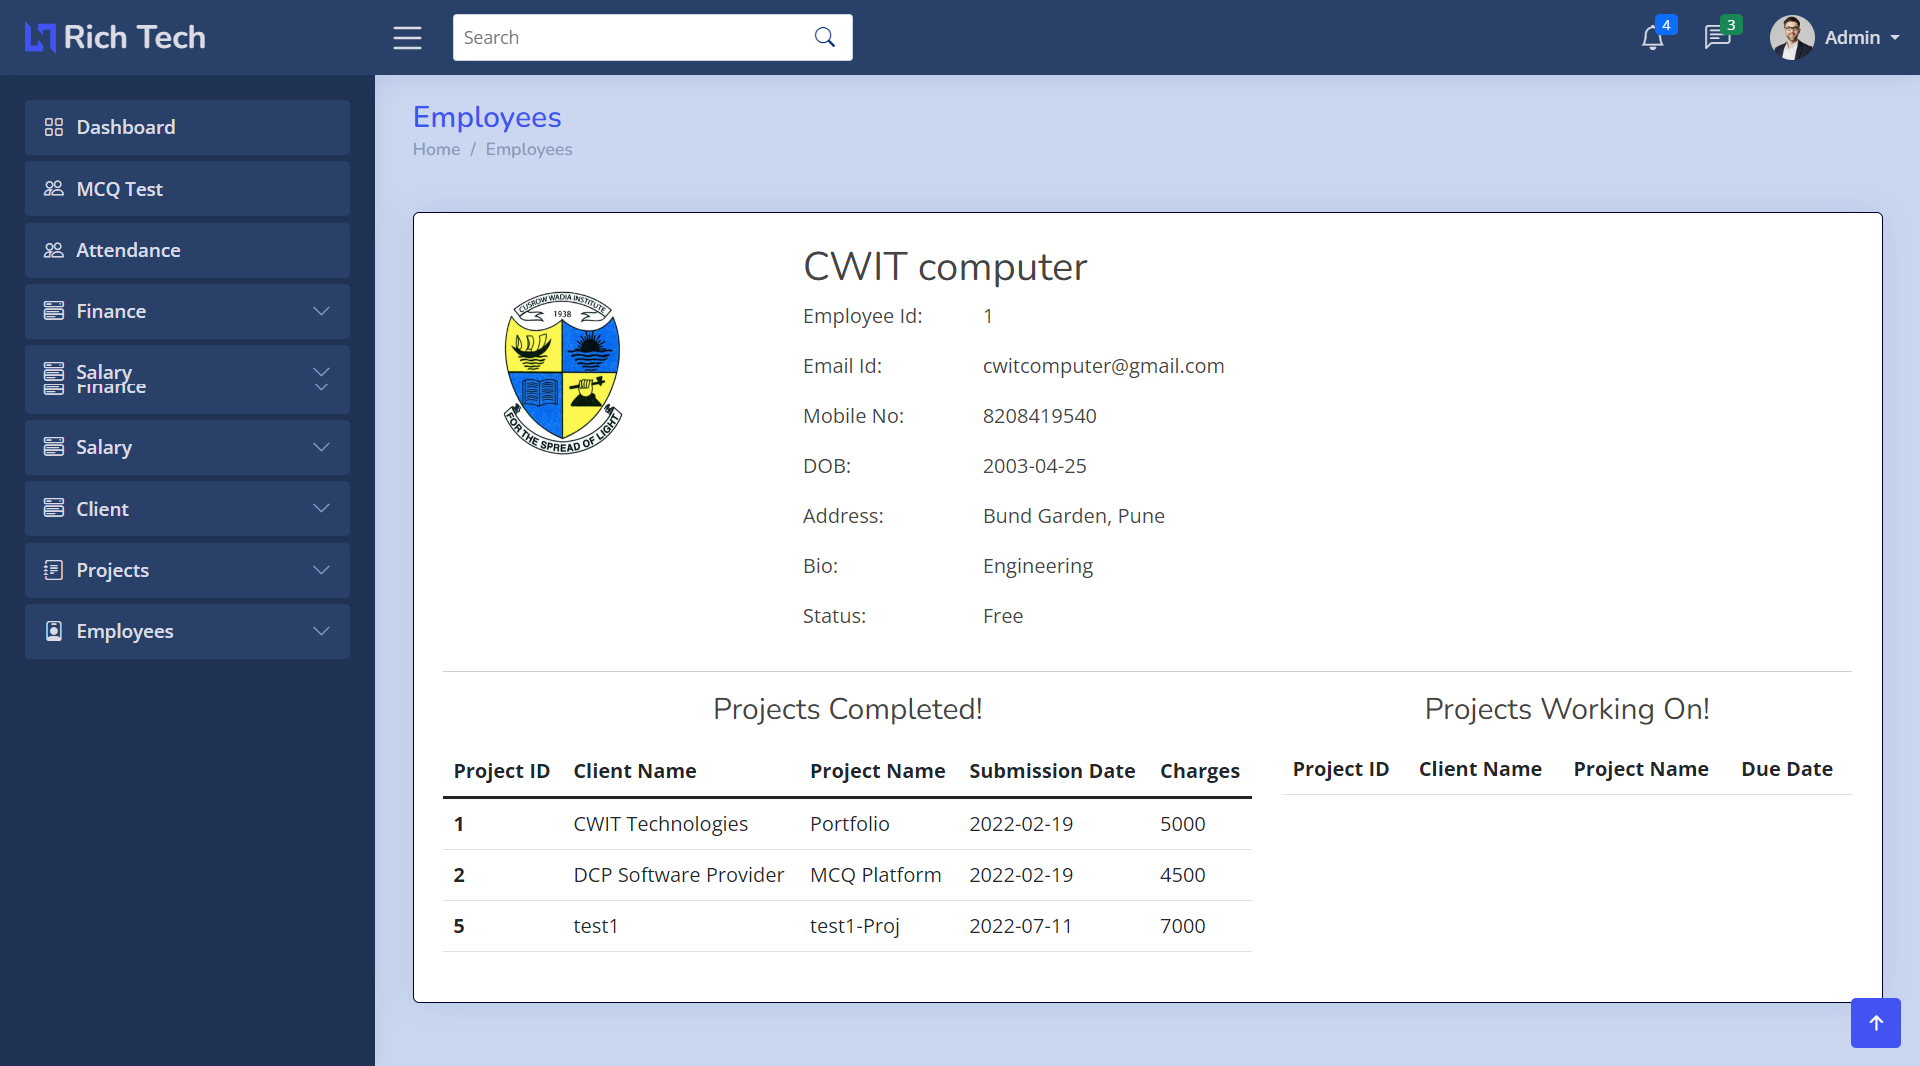 Rich Tech
Search
4
3
Admin
Dashboard
MCQ Test
Attendance
Finance
Salary
Finance
Salary
Client
Projects
Employees
Employees
Home / Employees
CUSROW WADIA INSTITUTE
1938
FOR THE SPREAD OF LIGHT
CWIT computer
Employee Id: 1
Email Id: cwitcomputer@gmail.com
Mobile No: 8208419540
DOB: 2003-04-25
Address: Bund Garden, Pune
Bio: Engineering
Status: Free
Projects Completed!
Project ID Client Name Project Name Submission Date Charges
1 CWIT Technologies Portfolio 2022-02-19 5000
2 DCP Software Provider MCQ Platform 2022-02-19 4500
5 test1 test1-Proj 2022-07-11 7000
Projects Working On!
Project ID Client Name Project Name Due Date